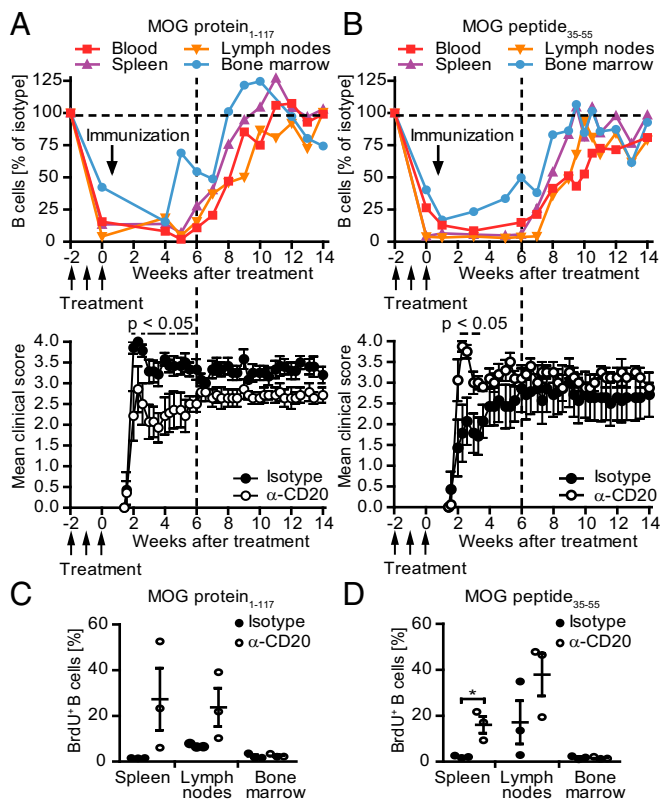 A
MOG protein1-117
Blood
Lymph nodes
Spleen
Bone marrow
B cells [% of isotype]
125
100
75
50
25
0
Immunization
-2 0 2 4 6 8 10 12 14
Weeks after treatment
Treatment
p < 0.05
Mean clinical score
4.0
3.5
3.0
2.5
2.0
1.5
1.0
0.5
0.0
Isotype
α-CD20
-2 0 2 4 6 8 10 12 14
Weeks after treatment
Treatment
B
MOG peptide35-55
Blood
Lymph nodes
Spleen
Bone marrow
B cells [% of isotype]
125
100
75
50
25
0
Immunization
-2 0 2 4 6 8 10 12 14
Weeks after treatment
Treatment
p < 0.05
Mean clinical score
4.0
3.5
3.0
2.5
2.0
1.5
1.0
0.5
0.0
Isotype
α-CD20
-2 0 2 4 6 8 10 12 14
Weeks after treatment
Treatment
C
MOG protein1-117
Isotype
α-CD20
BrdU+ B cells [%]
60
40
20
0
Spleen Lymph nodes Bone marrow
D
MOG peptide35-55
Isotype
α-CD20
BrdU+ B cells [%]
60
40
20
0
*
Spleen Lymph nodes Bone marrow